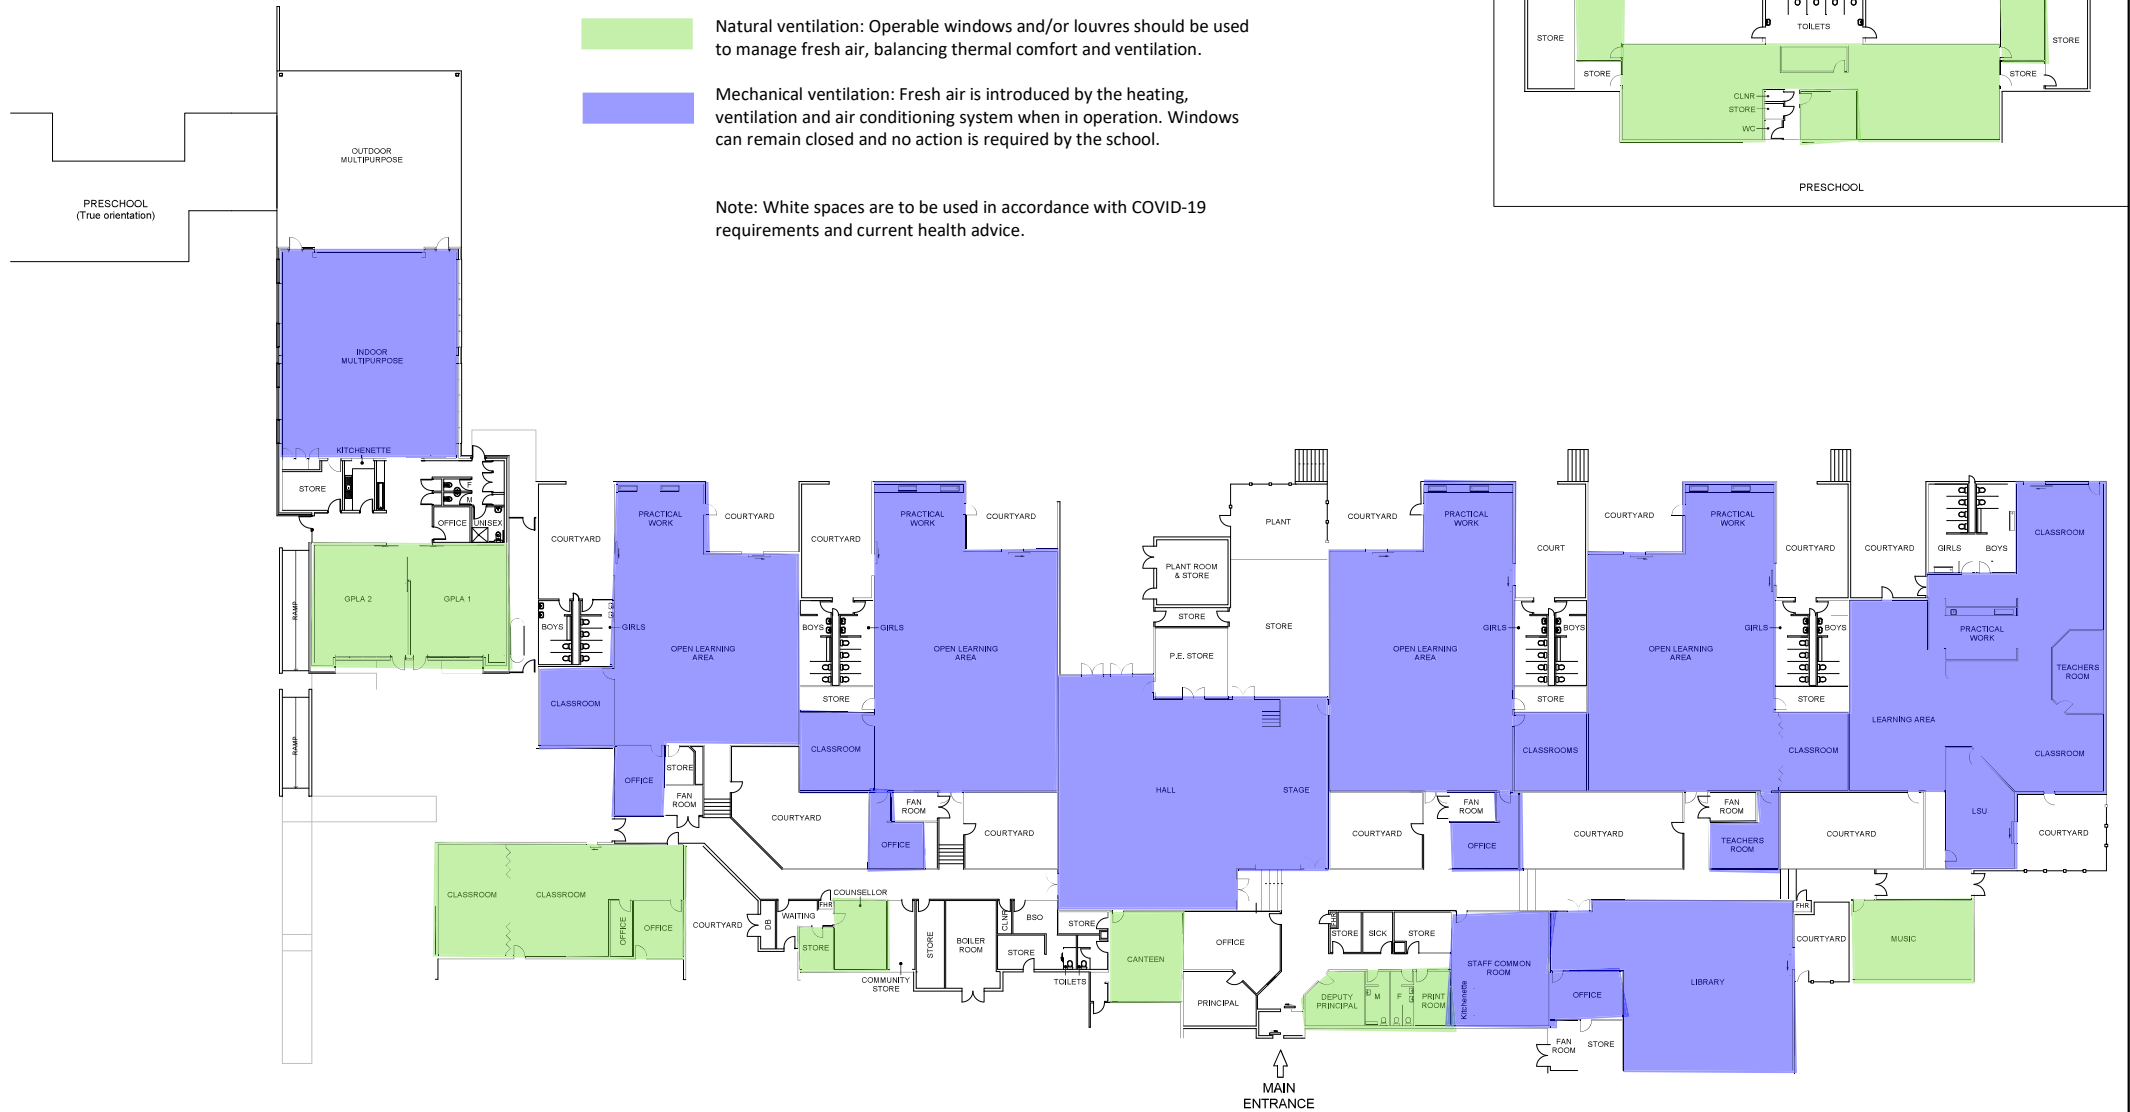 Natural ventilation: Operable windows and/or louvres should be used
to manage fresh air, balancing thermal comfort and ventilation.
Mechanical ventilation: Fresh air is introduced by the heating,
ventilation and air conditioning system when in operation. Windows
can remain closed and no action is required by the school.
Note: White spaces are to be used in accordance with COVID-19
requirements and current health advice.
TOILETS
STORE
STORE
STORE
STORE
CLNR
STORE
WC
PRESCHOOL
OUTDOOR
MULTIPURPOSE
PRESCHOOL
(True orientation)
INDOOR
MULTIPURPOSE
KITCHENETTE
STORE
F
M
OFFICE
UNISEX
GPLA 2
GPLA 1
RAMP
RAMP
COURTYARD
PRACTICAL
WORK
COURTYARD
COURTYARD
PRACTICAL
WORK
COURTYARD
PLANT
PLANT ROOM
& STORE
STORE
P.E. STORE
STORE
COURTYARD
PRACTICAL
WORK
COURT
COURTYARD
PRACTICAL
WORK
COURTYARD
COURTYARD
GIRLS
BOYS
CLASSROOM
BOYS
GIRLS
OPEN LEARNING
AREA
BOYS
GIRLS
OPEN LEARNING
AREA
OPEN LEARNING
AREA
GIRLS
BOYS
OPEN LEARNING
AREA
GIRLS
BOYS
PRACTICAL
WORK
TEACHERS
ROOM
CLASSROOM
STORE
CLASSROOM
STORE
CLASSROOMS
STORE
CLASSROOM
LEARNING AREA
CLASSROOM
OFFICE
STORE
FAN
ROOM
COURTYARD
FAN
ROOM
OFFICE
COURTYARD
HALL
STAGE
COURTYARD
FAN
ROOM
OFFICE
COURTYARD
FAN
ROOM
TEACHERS
ROOM
COURTYARD
LSU
COURTYARD
CLASSROOM
CLASSROOM
OFFICE
OFFICE
COURTYARD
DB
WAITING
FHR
COUNSELLOR
STORE
COMMUNITY
STORE
STORE
BOILER
ROOM
CLNR
BSO
STORE
STORE
TOILETS
CANTEEN
OFFICE
PRINCIPAL
FHR
STORE
SICK
STORE
DEPUTY
PRINCIPAL
M
F
PRINT
ROOM
STAFF COMMON
ROOM
Kitchenette
OFFICE
LIBRARY
FAN
ROOM
STORE
FHR
COURTYARD
MUSIC
MAIN
ENTRANCE